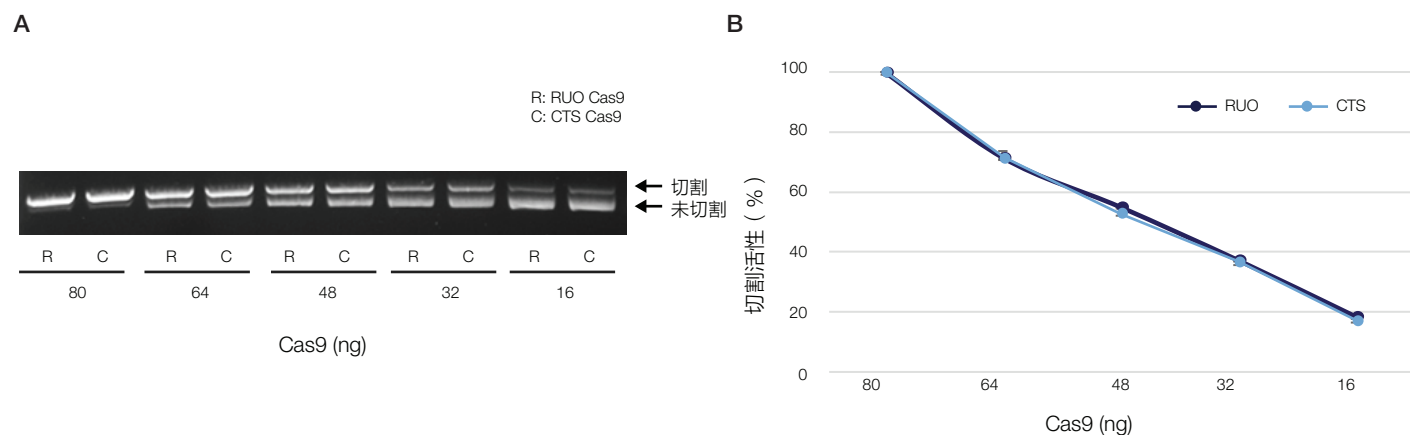 A
R: RUO Cas9
C: CTS Cas9
切割
未切割
R C R C R C R C R C
80 64 48 32 16
Cas9 (ng)
B
切割活性 ( % )
100
80
60
40
20
0
RUO CTS
80 64 48 32 16
Cas9 (ng)